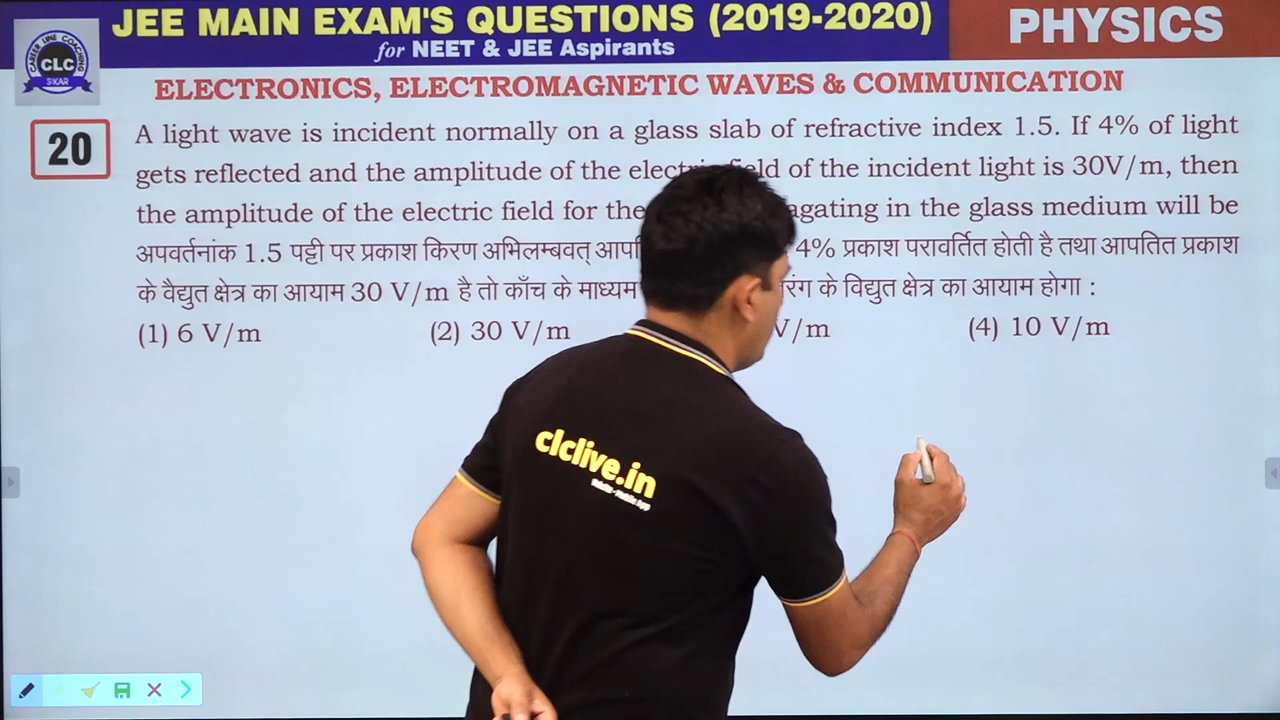 JEE MAIN EXAM'S QUESTIONS (2019-2020)
for NEET & JEE Aspirants
PHYSICS
CAREER LINE COACHING
CLC
SIKAR
ELECTRONICS, ELECTROMAGNETIC WAVES & COMMUNICATION
20
A light wave is incident normally on a glass slab of refractive index 1.5. If 4% of light
gets reflected and the amplitude of the electric field of the incident light is 30V/m, then
the amplitude of the electric field for the agating in the glass medium will be
अपवर्तनांक 1.5 पट्टी पर प्रकाश किरण अभिलम्बवत् 4% प्रकाश परावर्तित होती है तथा आपतित प्रकाश
के वैद्युत क्षेत्र का आयाम 30 V/m है तो काँच के माध्यम रंग के विद्युत क्षेत्र का आयाम होगा :
(1) 6 V/m (2) 30 V/m V/m (4) 10 V/m
clclive.in